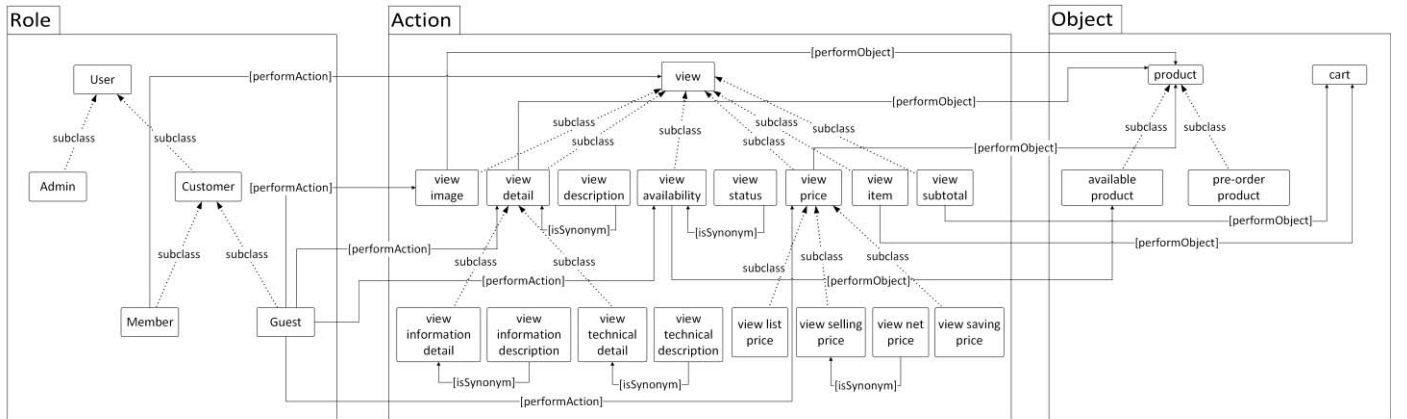 Role
Action
Object
[performObject]
User
[performAction]
view
product
cart
[performObject]
subclass
subclass
subclass
subclass
subclass
subclass
subclass
subclass
subclass
subclass
[performObject]
Admin
Customer
[performAction]
view
image
view
detail
view
description
view
availability
view
status
view
price
view
item
view
subtotal
available
product
pre-order
product
[performObject]
[isSynonym]
[isSynonym]
[performAction]
[performObject]
subclass
subclass
subclass
subclass
subclass
subclass
subclass
[performAction]
[performObject]
Member
Guest
view
information
detail
view
information
description
view
technical
detail
view
technical
description
view list
price
view selling
price
view net
price
view saving
price
[isSynonym]
[isSynonym]
[isSynonym]
[performAction]